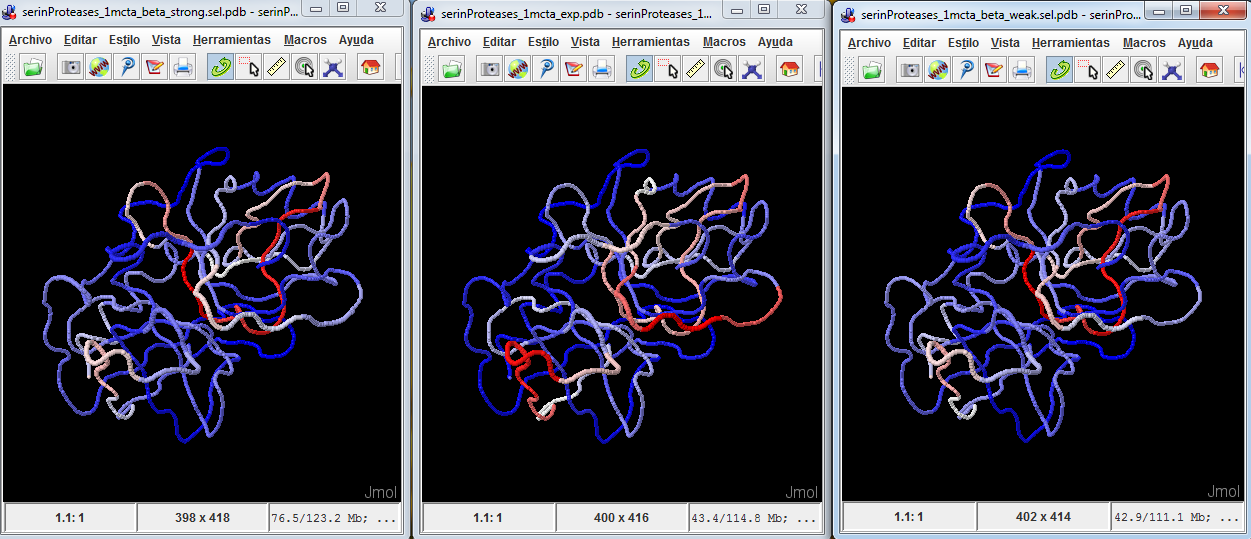 serinProteases_1mcta_beta_strong.sel.pdb - serinP...
Archivo Editar Estilo Vista Herramientas Macros Ayuda
Jmol
1.1: 1 398 x 418 76.5/123.2 Mb; ...
serinProteases_1mcta_exp.pdb - serinProteases_1...
Archivo Editar Estilo Vista Herramientas Macros Ayuda
Jmol
1.1: 1 400 x 416 43.4/114.8 Mb; ...
serinProteases_1mcta_beta_weak.sel.pdb - serinPro...
Archivo Editar Estilo Vista Herramientas Macros Ayuda
Jmol
1.1: 1 402 x 414 42.9/111.1 Mb; ...